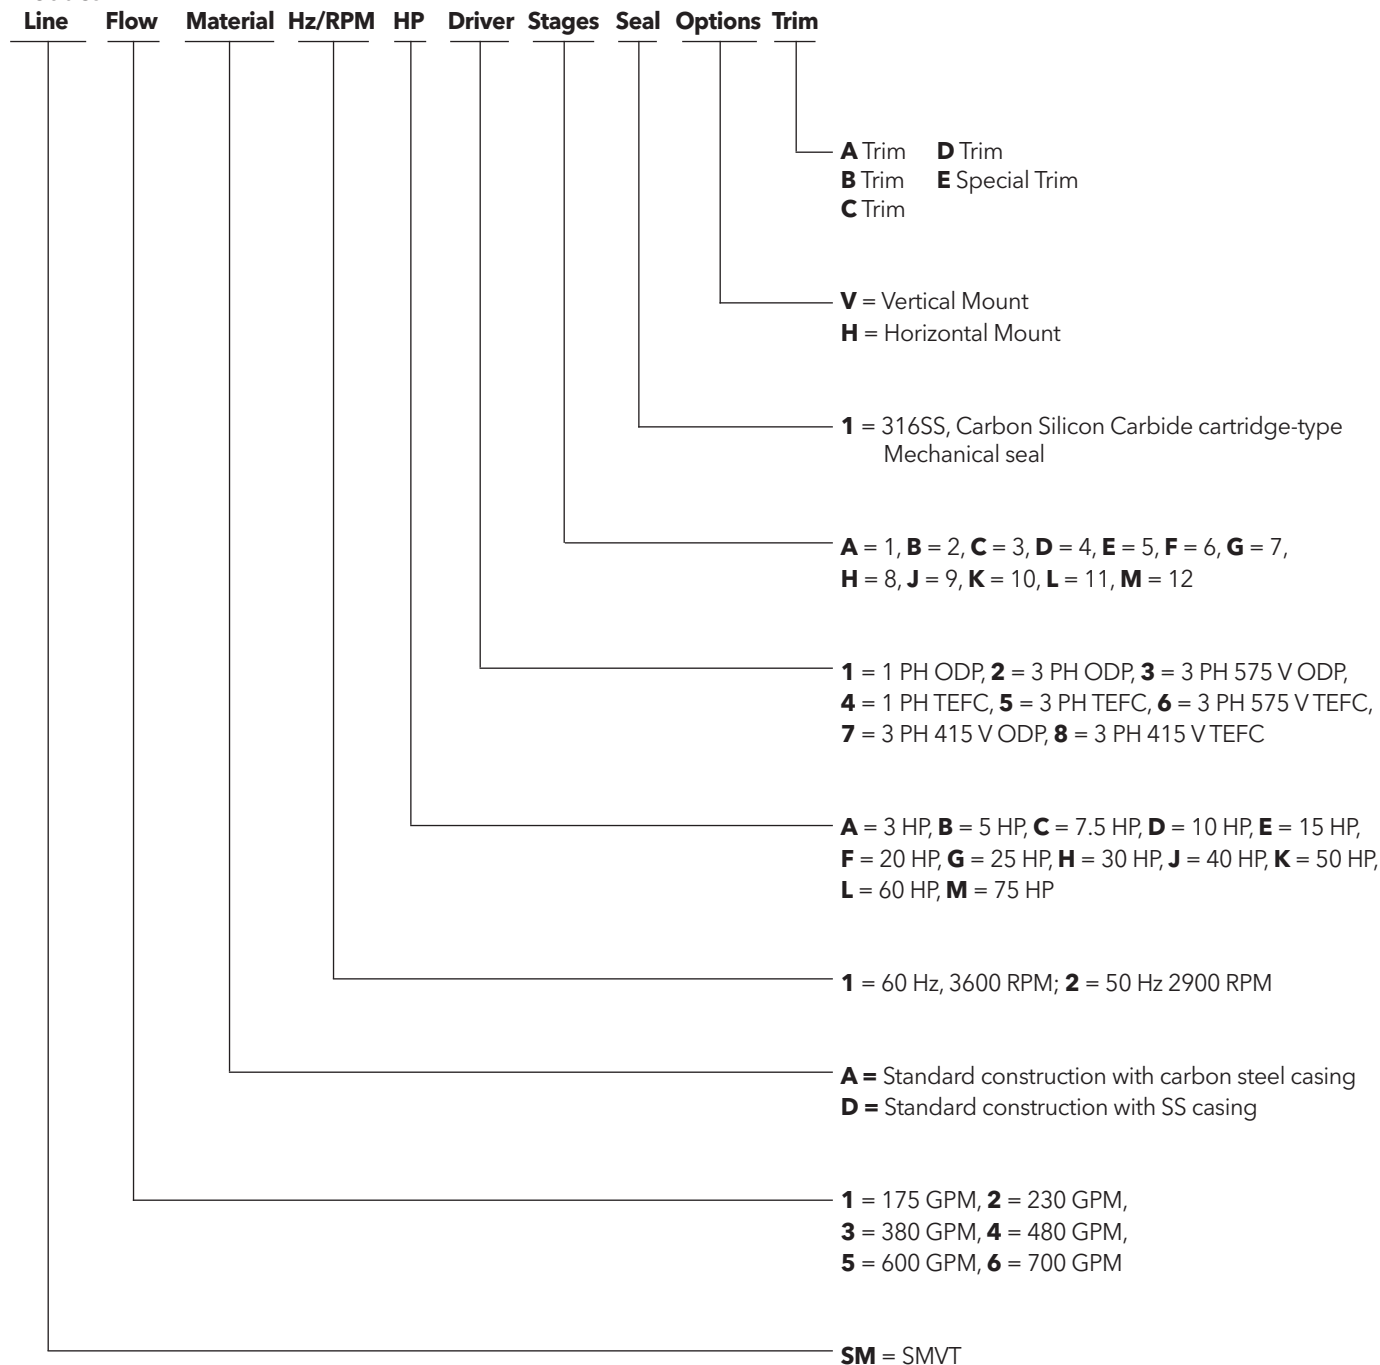 Line Flow Material Hz/RPM HP Driver Stages Seal Options Trim
A Trim D Trim
B Trim E Special Trim
C Trim
V = Vertical Mount
H = Horizontal Mount
1 = 316SS, Carbon Silicon Carbide cartridge-type
Mechanical seal
A = 1, B = 2, C = 3, D = 4, E = 5, F = 6, G = 7,
H = 8, J = 9, K = 10, L = 11, M = 12
1 = 1 PH ODP, 2 = 3 PH ODP, 3 = 3 PH 575 V ODP,
4 = 1 PH TEFC, 5 = 3 PH TEFC, 6 = 3 PH 575 V TEFC,
7 = 3 PH 415 V ODP, 8 = 3 PH 415 V TEFC
A = 3 HP, B = 5 HP, C = 7.5 HP, D = 10 HP, E = 15 HP,
F = 20 HP, G = 25 HP, H = 30 HP, J = 40 HP, K = 50 HP,
L = 60 HP, M = 75 HP
1 = 60 Hz, 3600 RPM; 2 = 50 Hz 2900 RPM
A = Standard construction with carbon steel casing
D = Standard construction with SS casing
1 = 175 GPM, 2 = 230 GPM,
3 = 380 GPM, 4 = 480 GPM,
5 = 600 GPM, 6 = 700 GPM
SM = SMVT